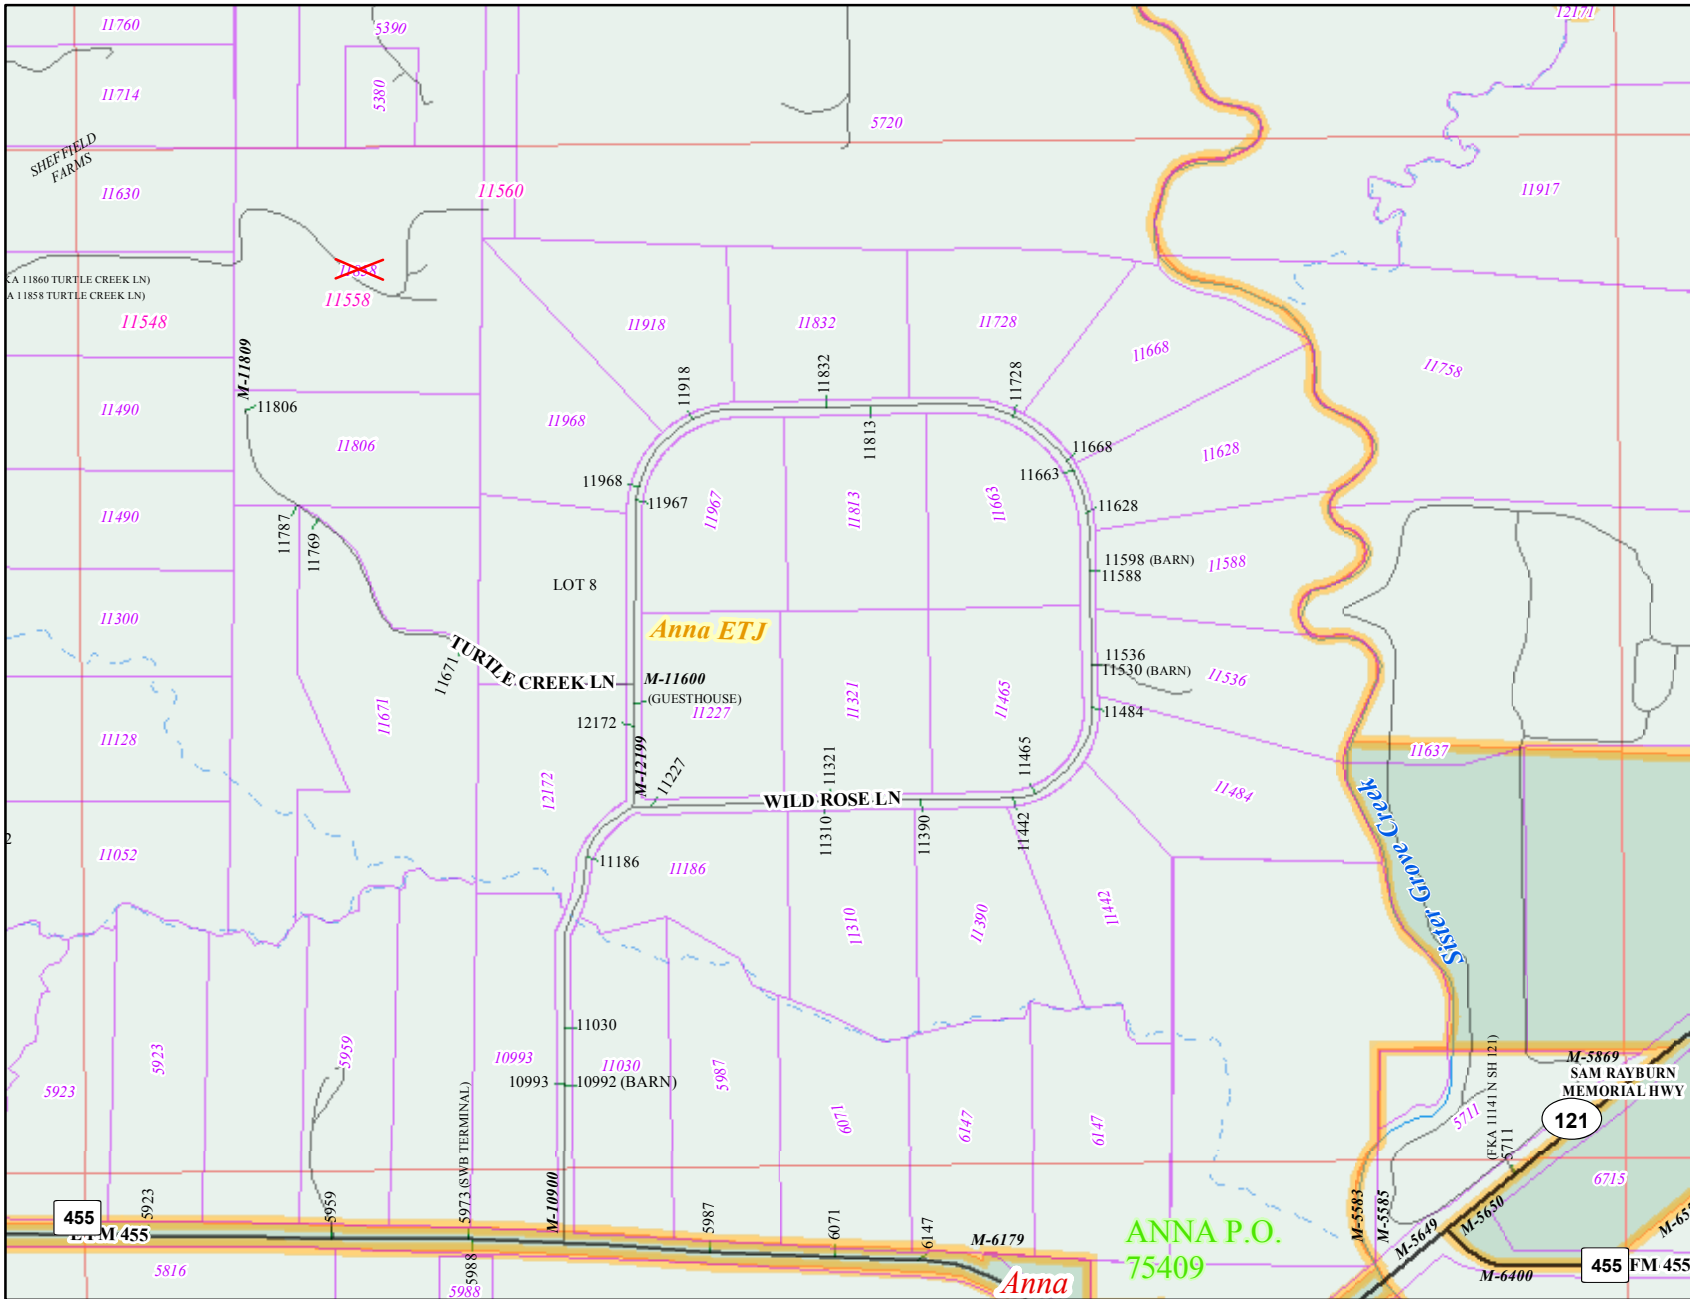 11760
5390
12171
11714
5380
5720
SHEFFIELD
FARMS
11630
11560
11917
11858
KA 11860 TURTLE CREEK LN)
A 11858 TURTLE CREEK LN)
11558
11548
11918
11832
11728
11668
11758
M-11809
11918
11832
11728
11490
11806
11968
11813
11806
11668
11663
11628
11968
11967
11967
11813
11663
11628
11490
11787
11769
11598 (BARN)
11588
11588
LOT 8
11300
Anna ETJ
TURTLE CREEK LN
11671
11536
11530 (BARN)
11536
M-11600
(GUESTHOUSE)
11227
11321
11465
11671
11484
12172
11128
M-12199
11227
11321
11465
11637
12172
WILD ROSE LN
11484
11310
11390
11442
Sister Grove Creek
2
11052
11186
11186
11310
11390
11442
11030
5923
5923
5959
10993
11030
5987
10993
10992 (BARN)
6071
6147
6147
M-5869
SAM RAYBURN
MEMORIAL HWY
121
5711
(FKA 11141 N SH 121)
5711
6715
5923
5959
5973 (SWB TERMINAL)
M-10900
5987
6071
6147
M-5583
M-5585
M-5649
M-5650
455
M-6179
ANNA P.O.
75409
5816
5988
5988
Anna
M-6400
455
FM 455